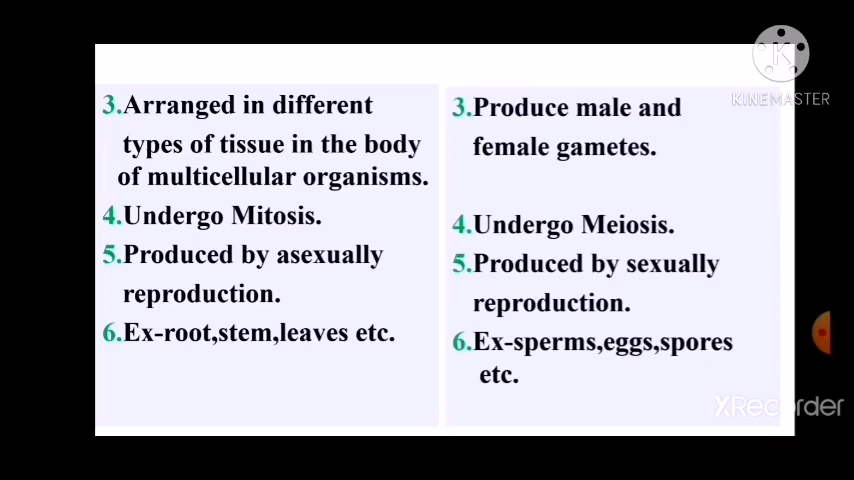 3.Arranged in different
types of tissue in the body
of multicellular organisms.
4.Undergo Mitosis.
5.Produced by asexually
reproduction.
6.Ex-root,stem,leaves etc.
3.Produce male and
female gametes.
4.Undergo Meiosis.
5.Produced by sexually
reproduction.
6.Ex-sperms,eggs,spores
etc.
K
KINEMASTER
XRecorder